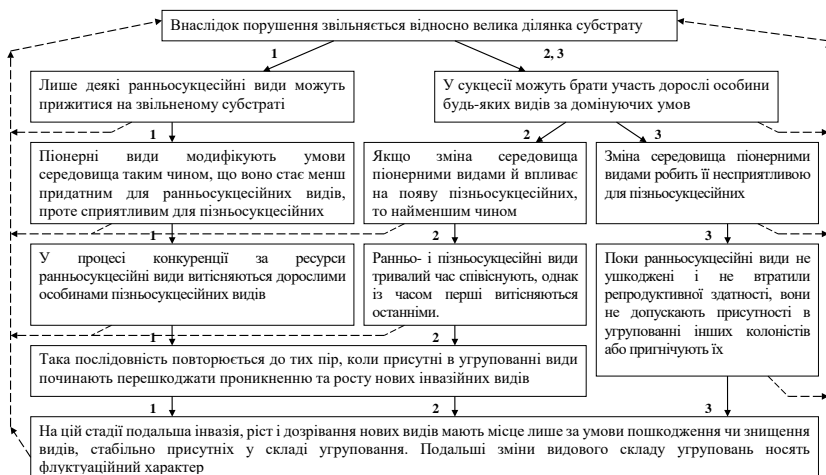 Внаслідок порушення звільняється відносно велика ділянка субстрату
1
2, 3
Лише деякі ранньосукцесійні види можуть
прижитися на звільненому субстраті
У сукцесії можуть брати участь дорослі особини
будь-яких видів за домінуючих умов
1
2
3
Піонерні види модифікують умови
середовища таким чином, що воно стає менш
придатним для ранньосукцесійних видів,
проте сприятливим для пізньосукцесійних
Якщо зміна середовища
піонерними видами й впливає
на появу пізньосукцесійних,
то найменшим чином
Зміна середовища піонерними
видами робить її несприятливою
для пізньосукцесійних
1
2
3
У процесі конкуренції за ресурси
ранньосукцесійні види витісняються дорослими
особинами пізньосукцесійних видів
Ранньо- і пізньосукцесійні види
тривалий час співіснують, однак
із часом перші витісняються
останніми.
Поки ранньосукцесійні види не
ушкоджені і не втратили
репродуктивної здатності, вони
не допускають присутності в
угрупованні інших колоністів
або пригнічують їх
1
2
Така послідовність повторюється до тих пір, коли присутні в угрупованні види
починають перешкоджати проникненню та росту нових інвазійних видів
1
2
3
На цій стадії подальша інвазія, ріст і дозрівання нових видів мають місце лише за умови пошкодження чи знищення
видів, стабільно присутніх у складі угруповання. Подальші зміни видового складу угруповань носять
флуктуаційний характер